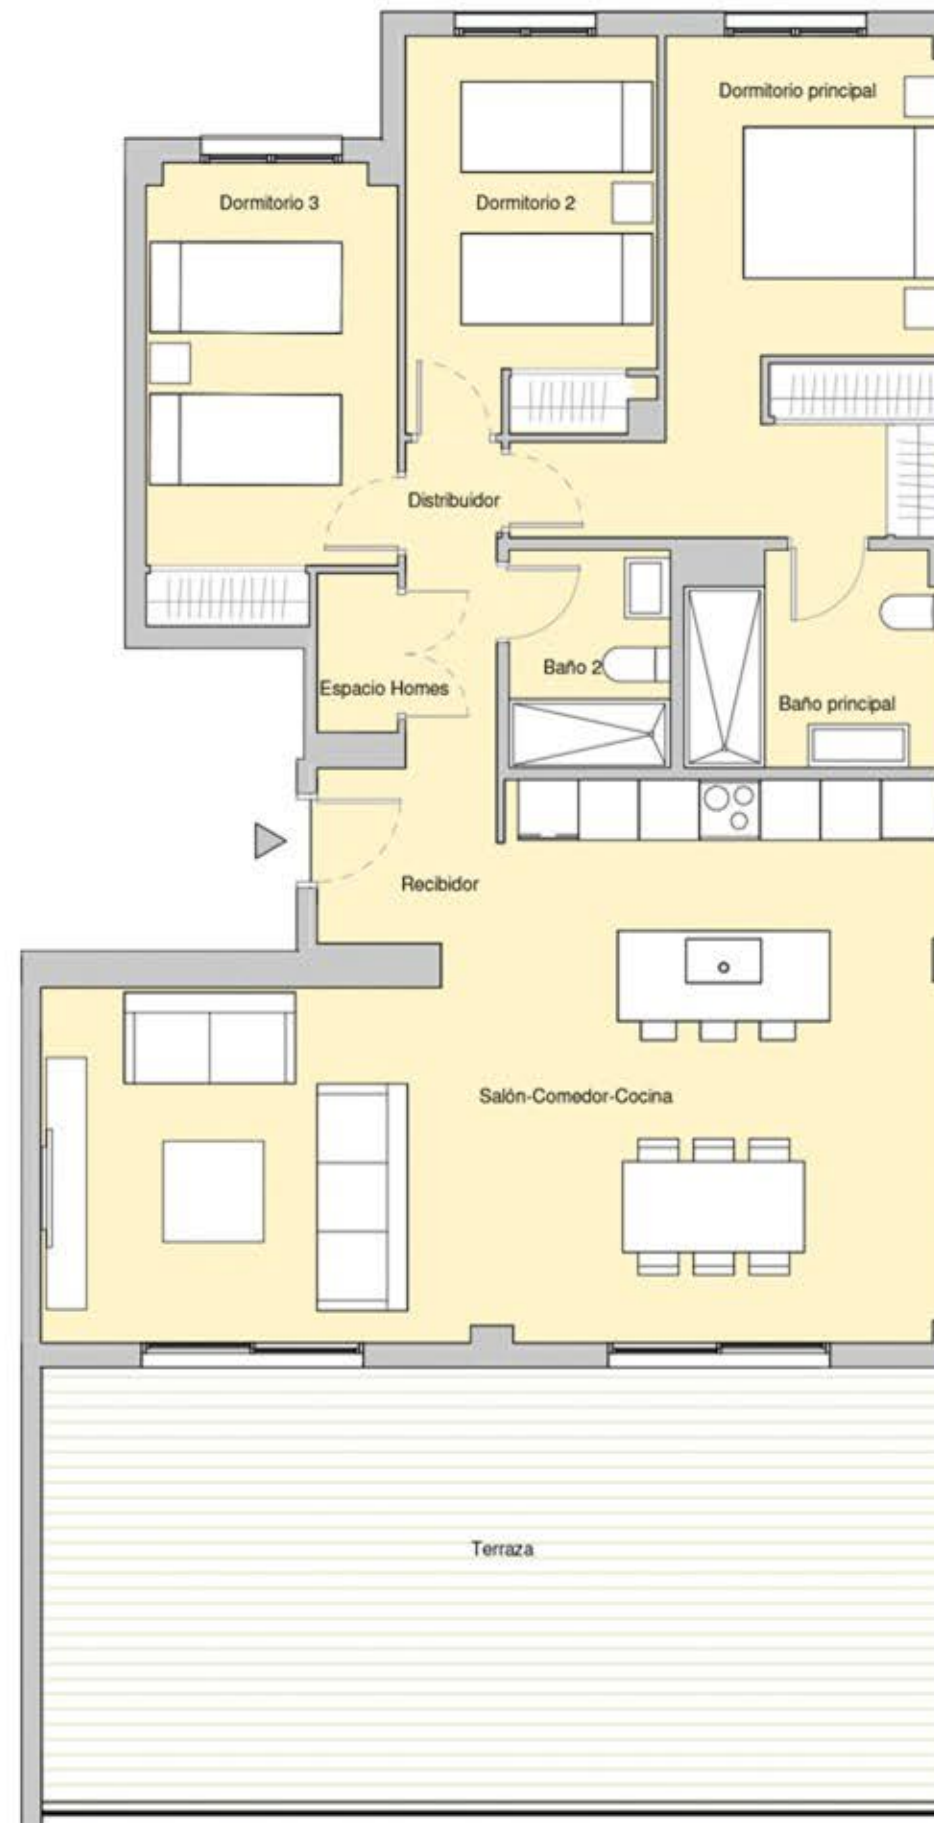 Dormitorio principal
Dormitorio 3
Dormitorio 2
Distribuidor
Baño 2
Espacio Homes
Baño principal
Recibidor
Salón-Comedor-Cocina
Terraza